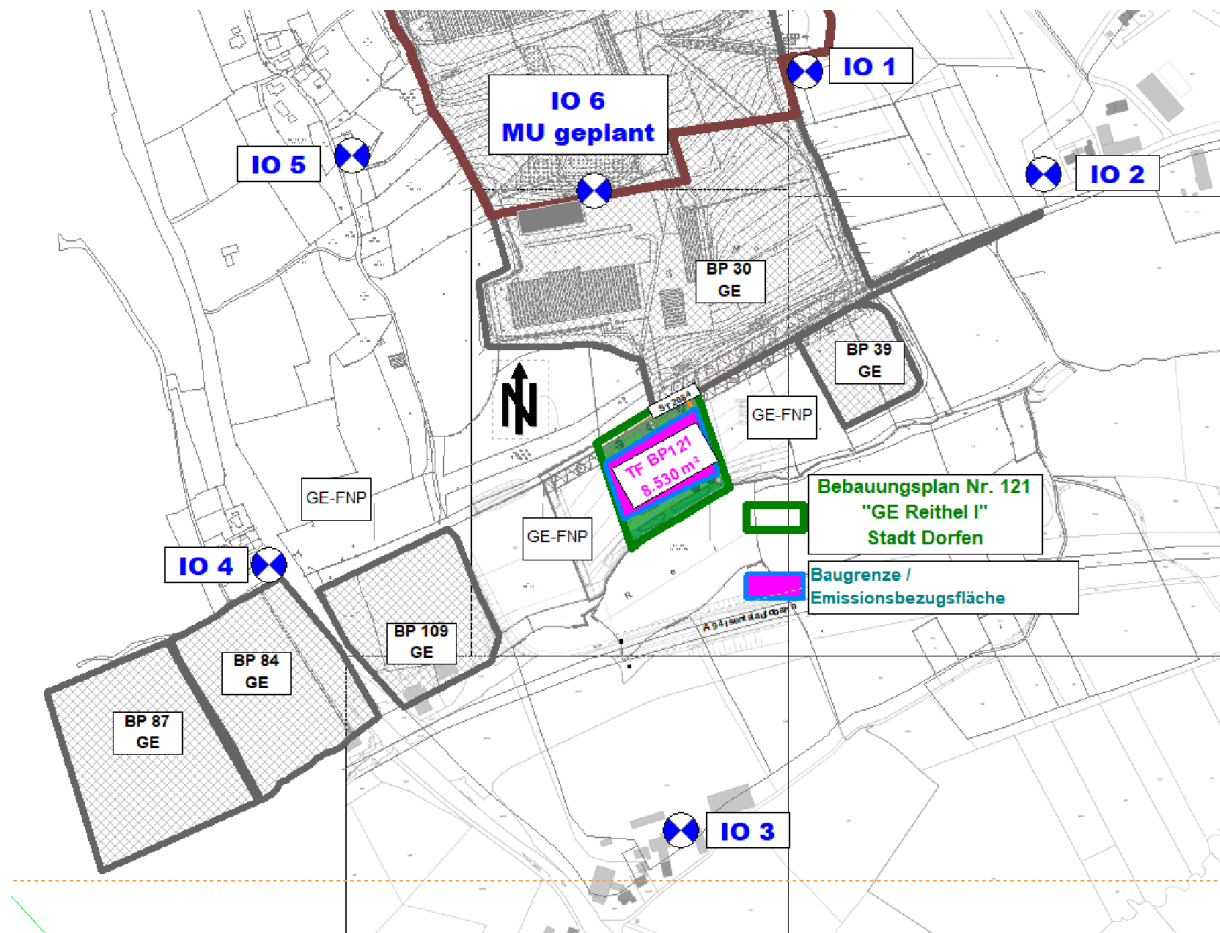 IO 1
IO 6
MU geplant
IO 5
IO 2
BP 30
GE
BP 39
GE
N
ST2084
GE-FNP
TF BP121
8.530 m²
GE-FNP
Bebauungsplan Nr. 121
"GE Reithel I"
Stadt Dorfen
GE-FNP
IO 4
Baugrenze /
Emissionsbezugsfläche
BP 109
GE
BP 84
GE
BP 87
GE
IO 3